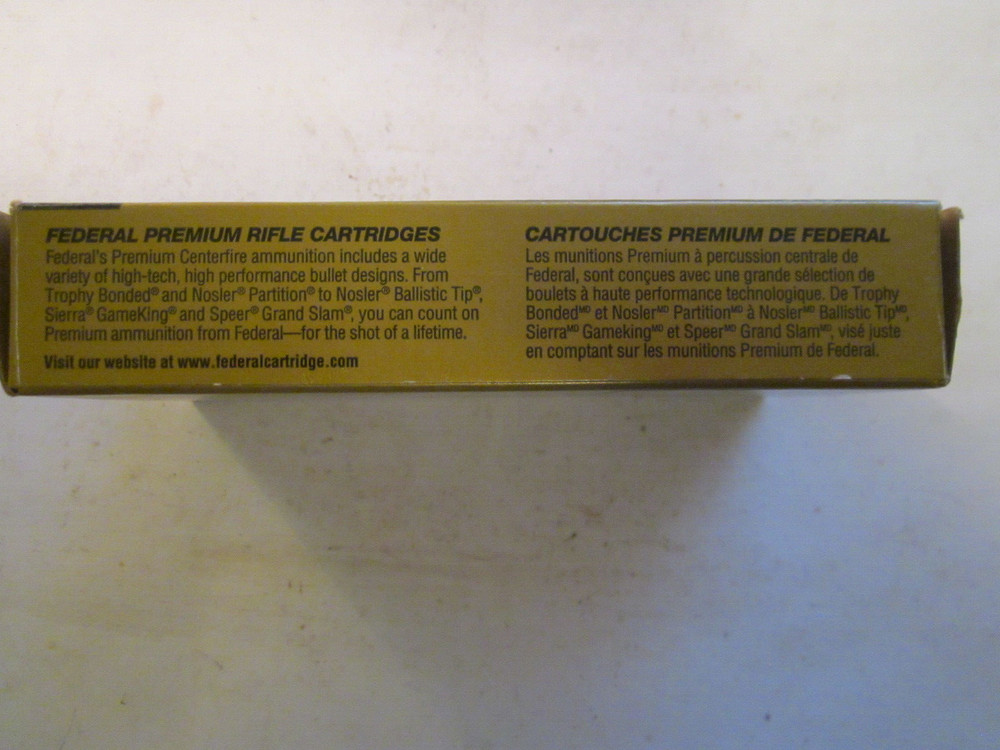 FEDERAL PREMIUM RIFLE CARTRIDGES
Federal's Premium Centerfire ammunition includes a wide
variety of high-tech, high performance bullet designs. From
Trophy Bonded® and Nosler® Partition® to Nosler® Ballistic Tip®,
Sierra® GameKing® and Speer® Grand Slam®, you can count on
Premium ammunition from Federal—for the shot of a lifetime.
Visit our website at www.federalcartridge.com
CARTOUCHES PREMIUM DE FEDERAL
Les munitions Premium à percussion centrale de
Federal, sont conçues avec une grande sélection de
boulets à haute performance technologique. De Trophy
Bondedᴹᴰ et Noslerᴹᴰ Partitionᴹᴰ à Noslerᴹᴰ Ballistic Tipᴹᴰ,
Sierraᴹᴰ Gamekingᴹᴰ et Speerᴹᴰ Grand Slamᴹᴰ, visé juste
en comptant sur les munitions Premium de Federal.